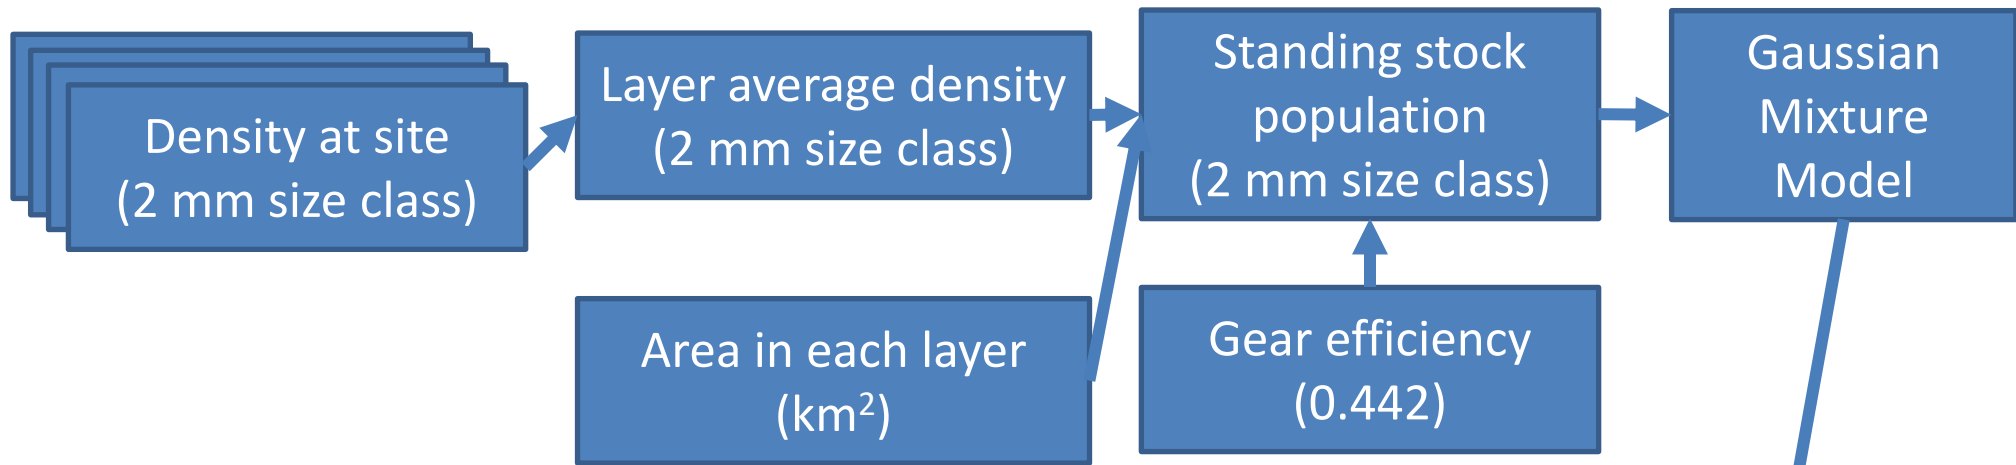 Density at site
(2 mm size class)
Layer average density
(2 mm size class)
Standing stock
population
(2 mm size class)
Gaussian
Mixture
Model
Area in each layer
(km²)
Gear efficiency
(0.442)